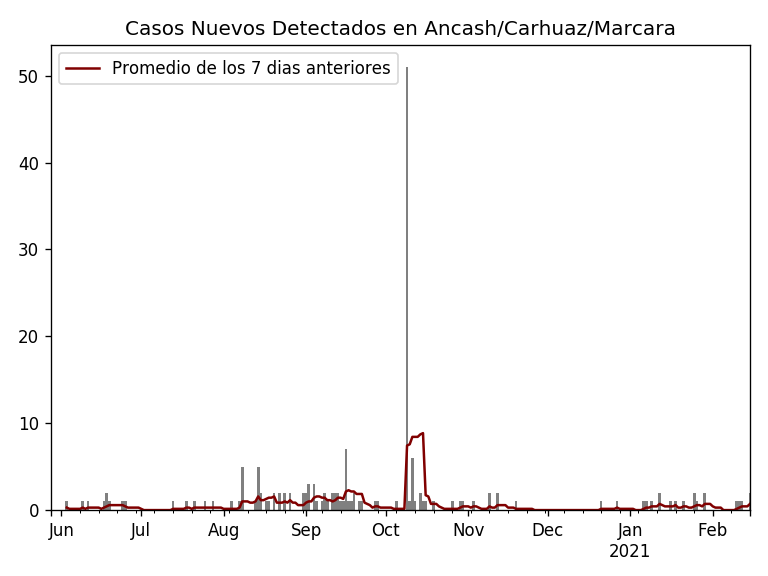 Casos Nuevos Detectados en Ancash/Carhuaz/Marcara
Promedio de los 7 dias anteriores
50
40
30
20
10
0
Jun Jul Aug Sep Oct Nov Dec Jan Feb
2021